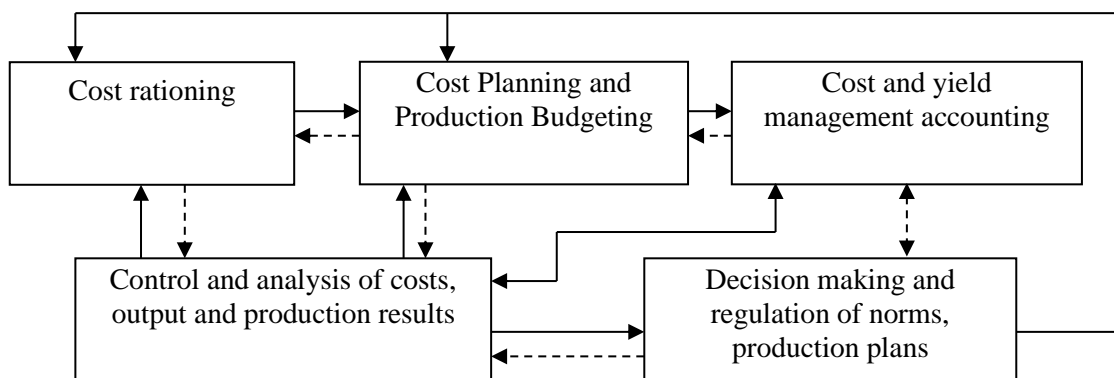 Cost rationing
Cost Planning and
Production Budgeting
Cost and yield
management accounting
Control and analysis of costs,
output and production results
Decision making and
regulation of norms,
production plans